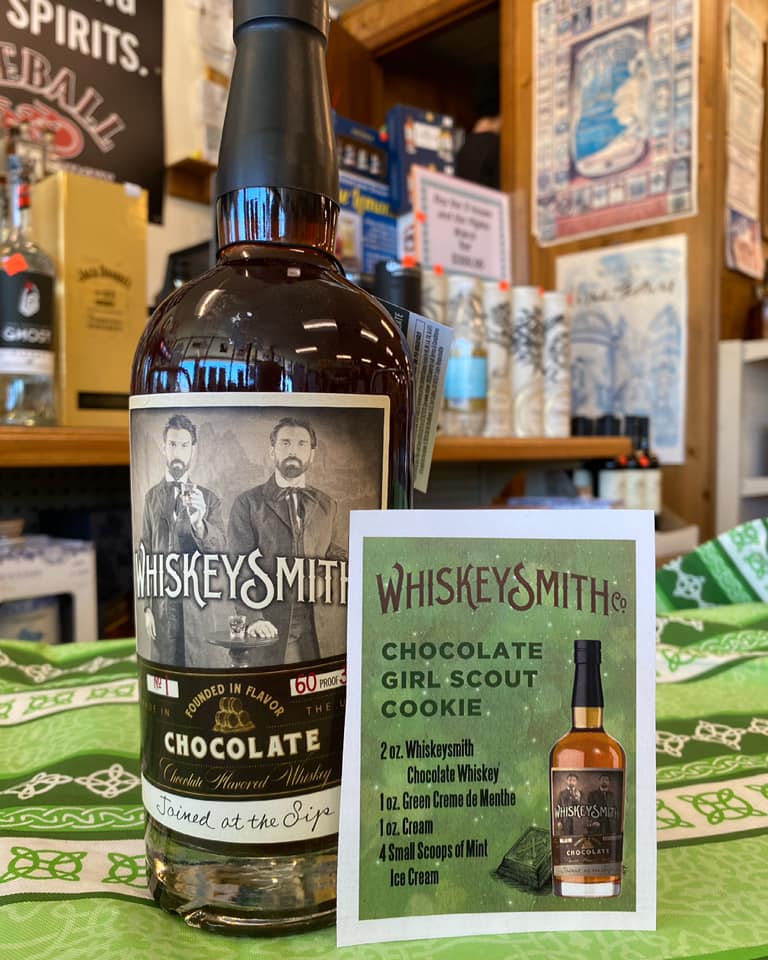 SPIRITS.
GHOST
WHISKEYSMITH
No 1
60 PROOF 3
FOUNDED IN FLAVOR
CHOCOLATE
Chocolate Flavored Whiskey
Joined at the Sip
WHISKEYSMITH Co
CHOCOLATE
GIRL SCOUT
COOKIE
2 oz. Whiskeysmith
Chocolate Whiskey
1 oz. Green Creme de Menthe
1 oz. Cream
4 Small Scoops of Mint
Ice Cream
WHISKEYSMITH
CHOCOLATE